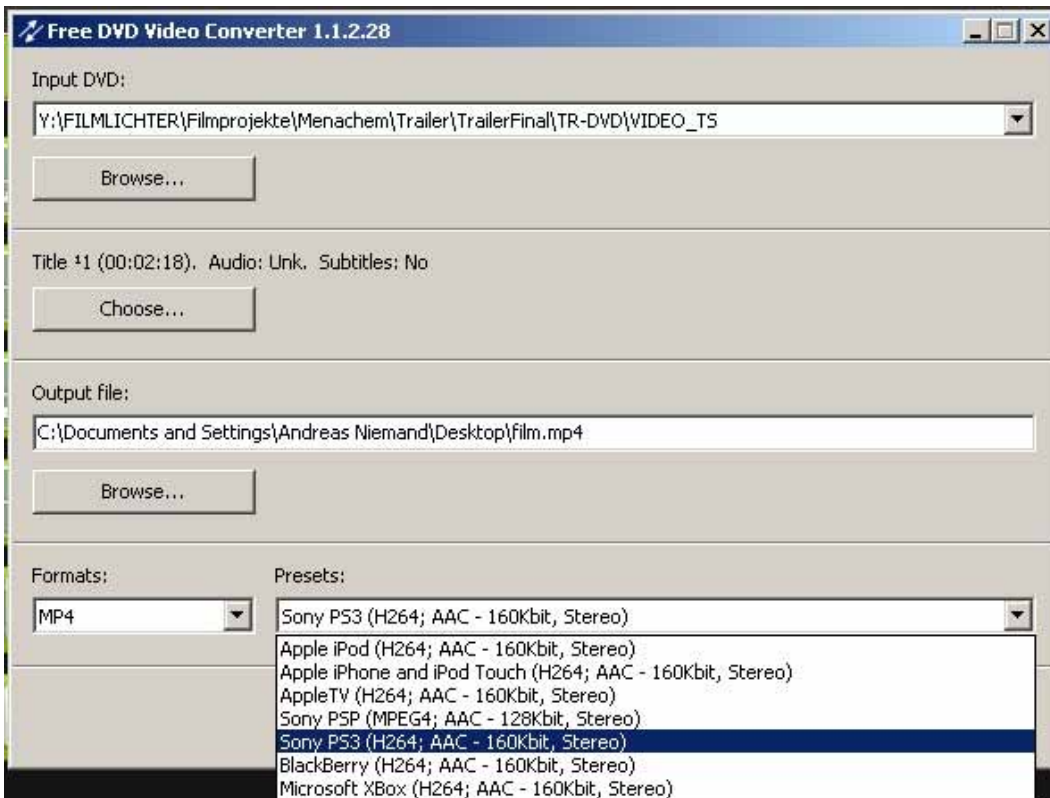 Free DVD Video Converter 1.1.2.28
Input DVD:
Y:\FILMLICHTER\Filmprojekte\Menachem\Trailer\TrailerFinal\TR-DVD\VIDEO_TS
Browse...
Title ¹1 (00:02:18). Audio: Unk. Subtitles: No
Choose...
Output file:
C:\Documents and Settings\Andreas Niemand\Desktop\film.mp4
Browse...
Formats: Presets:
MP4 Sony PS3 (H264; AAC - 160Kbit, Stereo)
Apple iPod (H264; AAC - 160Kbit, Stereo)
Apple iPhone and iPod Touch (H264; AAC - 160Kbit, Stereo)
AppleTV (H264; AAC - 160Kbit, Stereo)
Sony PSP (MPEG4; AAC - 128Kbit, Stereo)
Sony PS3 (H264; AAC - 160Kbit, Stereo)
BlackBerry (H264; AAC - 160Kbit, Stereo)
Microsoft XBox (H264; AAC - 160Kbit, Stereo)